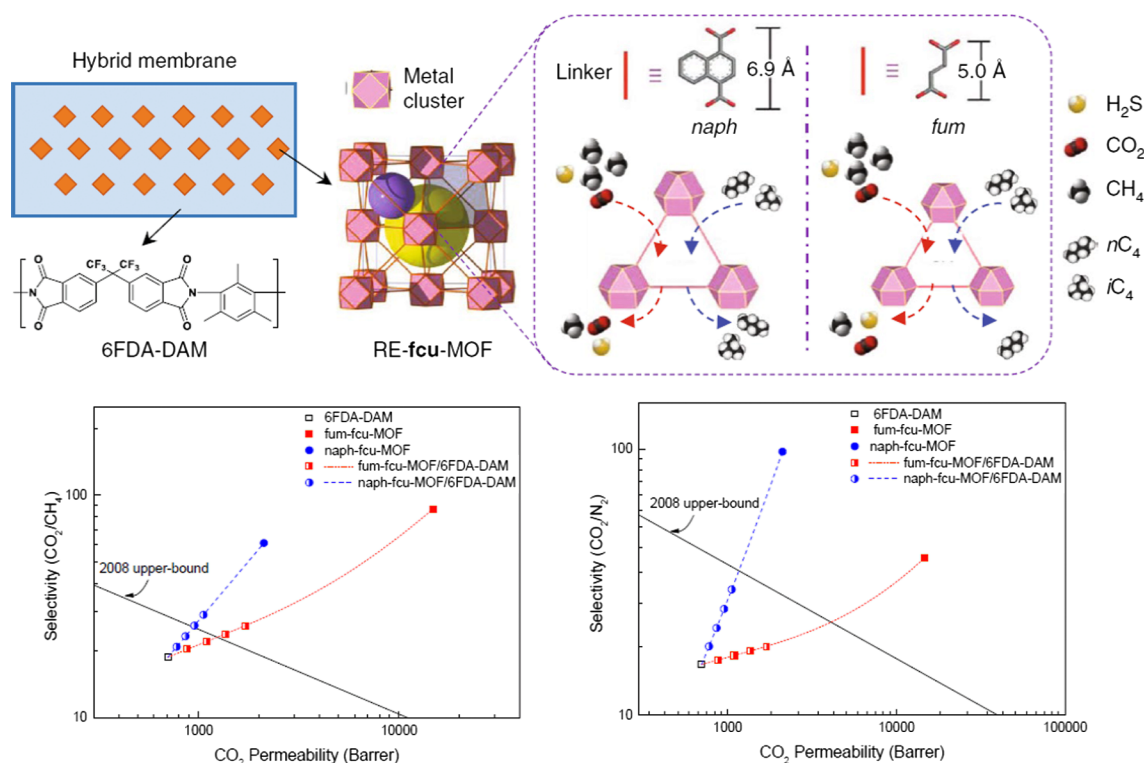 Hybrid membrane
Metal
cluster
Linker
≡
6.9 Å
naph
≡
5.0 Å
fum
H₂S
CO₂
CH₄
nC₄
iC₄
CF₃ CF₃
O
O
N
O
O
O
N
O
6FDA-DAM
RE-fcu-MOF
6FDA-DAM
fum-fcu-MOF
naph-fcu-MOF
fum-fcu-MOF/6FDA-DAM
naph-fcu-MOF/6FDA-DAM
2008 upper-bound
Selectivity (CO₂/CH₄)
100
10
1000
10000
CO₂ Permeability (Barrer)
6FDA-DAM
fum-fcu-MOF
naph-fcu-MOF
fum-fcu-MOF/6FDA-DAM
naph-fcu-MOF/6FDA-DAM
2008 upper-bound
Selectivity (CO₂/N₂)
100
10
1000
10000
100000
CO₂ Permeability (Barrer)